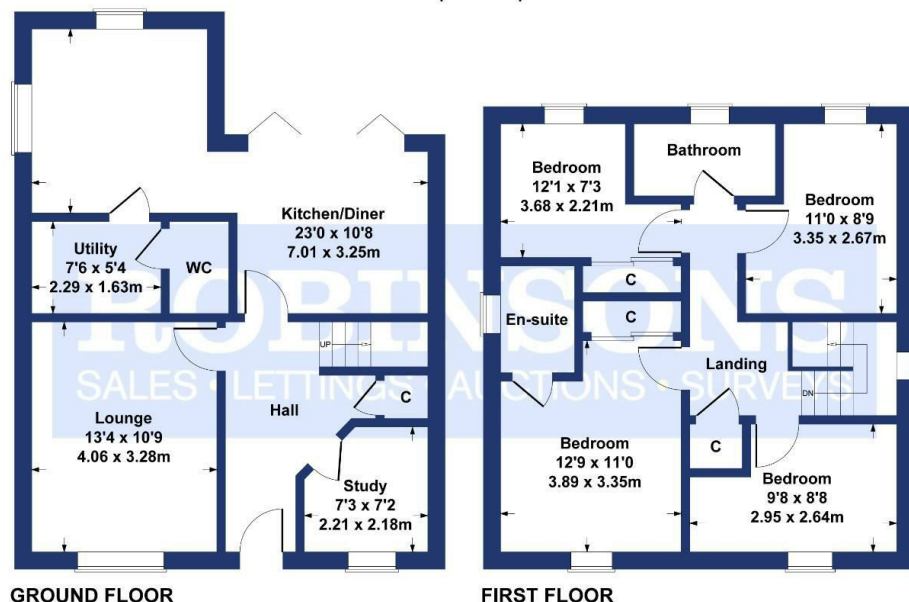 Kitchen/Diner
23'0 x 10'8
7.01 x 3.25m
Utility
7'6 x 5'4
2.29 x 1.63m
WC
UP
Lounge
13'4 x 10'9
4.06 x 3.28m
Hall
C
Study
7'3 x 7'2
2.21 x 2.18m
GROUND FLOOR
Bedroom
12'1 x 7'3
3.68 x 2.21m
Bathroom
Bedroom
11'0 x 8'9
3.35 x 2.67m
C
En-suite
C
Landing
DN
Bedroom
12'9 x 11'0
3.89 x 3.35m
C
Bedroom
9'8 x 8'8
2.95 x 2.64m
FIRST FLOOR
ROBINSONS
SALES • LETTINGS • AUCTIONS • SURVEYS